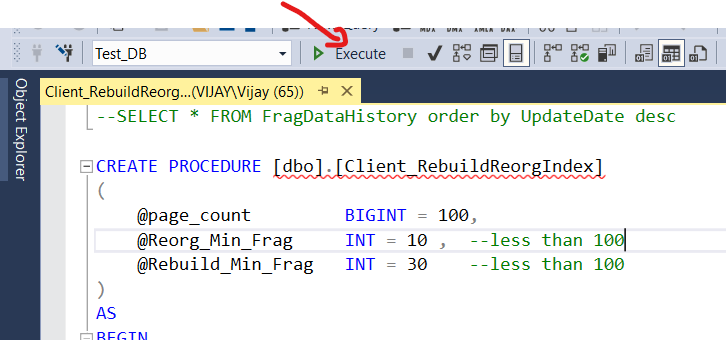 Test_DB
Execute
Object Explorer
Client_RebuildReorg...(VIJAY\Vijay (65))
--SELECT * FROM FragDataHistory order by UpdateDate desc
CREATE PROCEDURE [dbo].[Client_RebuildReorgIndex]
(
@page_count BIGINT = 100,
@Reorg_Min_Frag INT = 10 , --less than 100
@Rebuild_Min_Frag INT = 30 --less than 100
)
AS
BEGIN